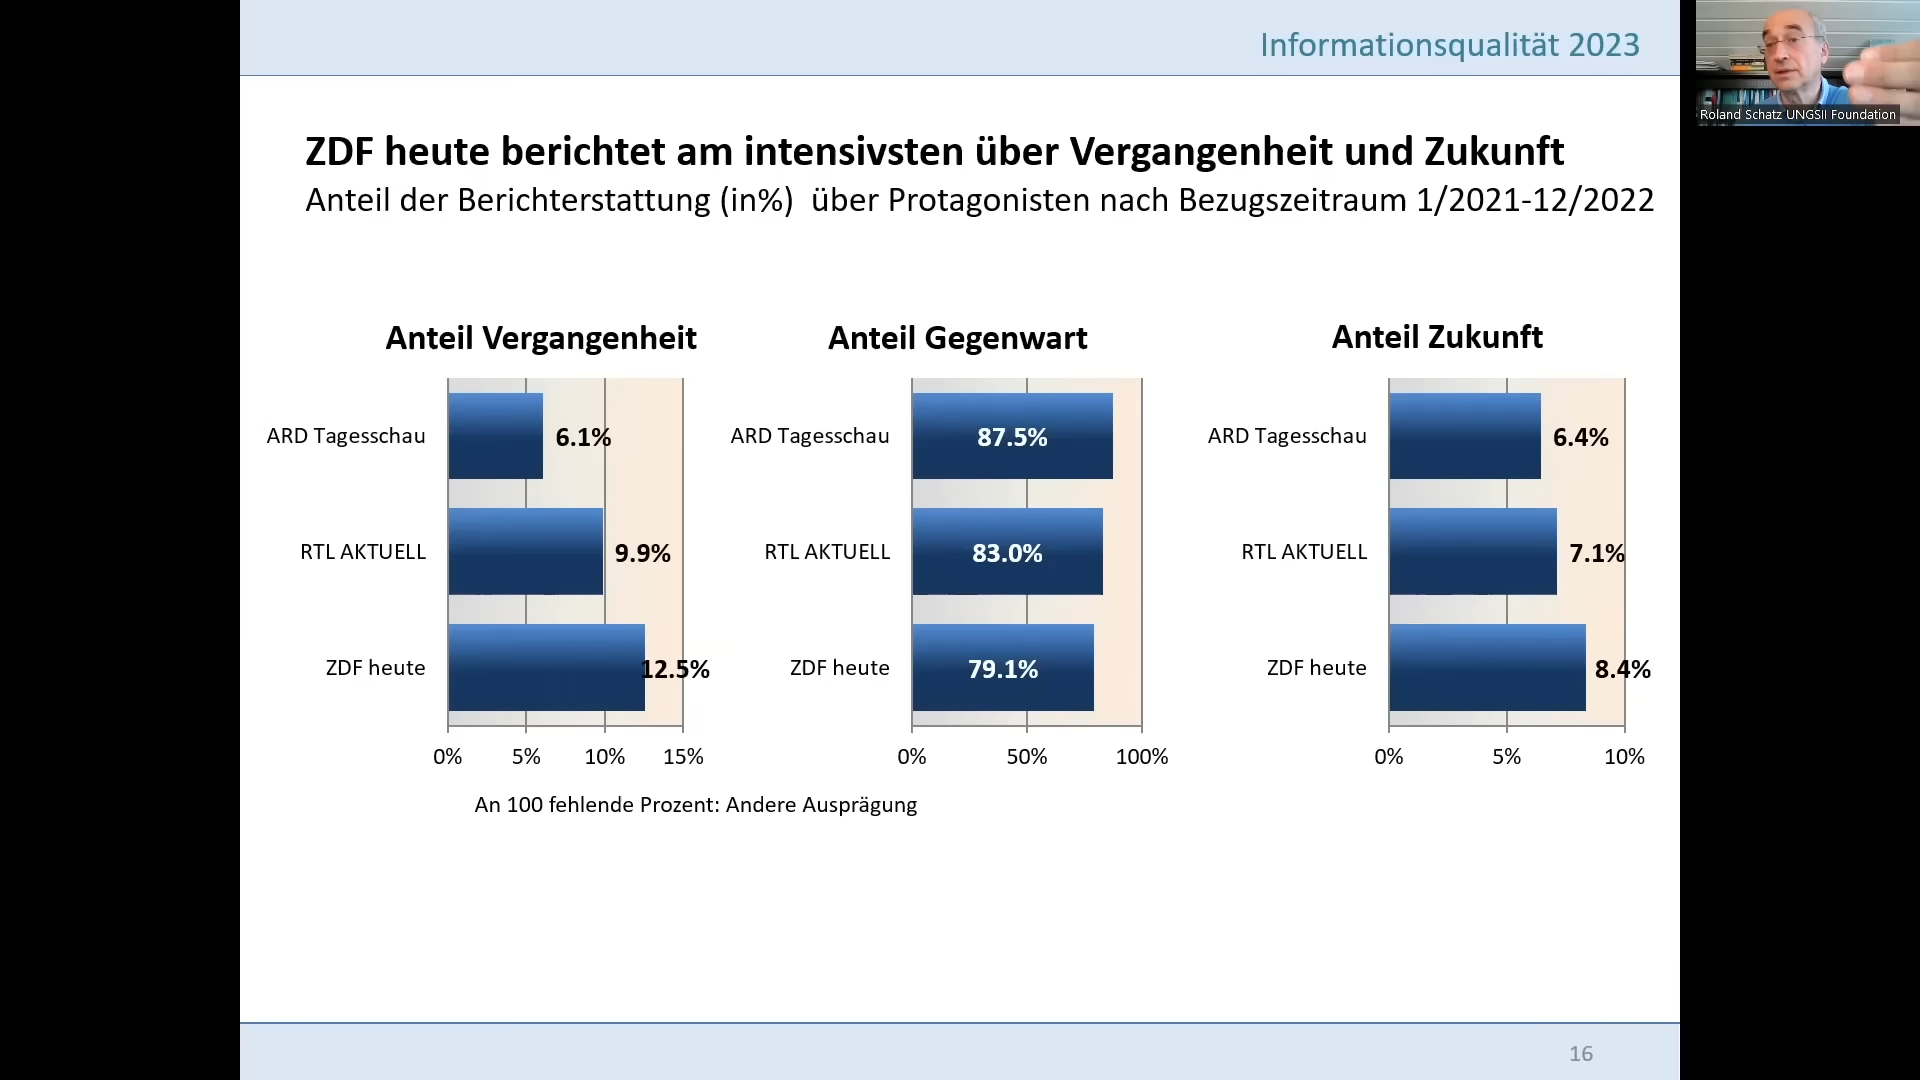 Informationsqualität 2023
Roland Schatz UNGSII Foundation
ZDF heute berichtet am intensivsten über Vergangenheit und Zukunft
Anteil der Berichterstattung (in%) über Protagonisten nach Bezugszeitraum 1/2021-12/2022
Anteil Vergangenheit
ARD Tagesschau 6.1%
RTL AKTUELL 9.9%
ZDF heute 12.5%
0% 5% 10% 15%
Anteil Gegenwart
ARD Tagesschau 87.5%
RTL AKTUELL 83.0%
ZDF heute 79.1%
0% 50% 100%
Anteil Zukunft
ARD Tagesschau 6.4%
RTL AKTUELL 7.1%
ZDF heute 8.4%
0% 5% 10%
An 100 fehlende Prozent: Andere Ausprägung
16